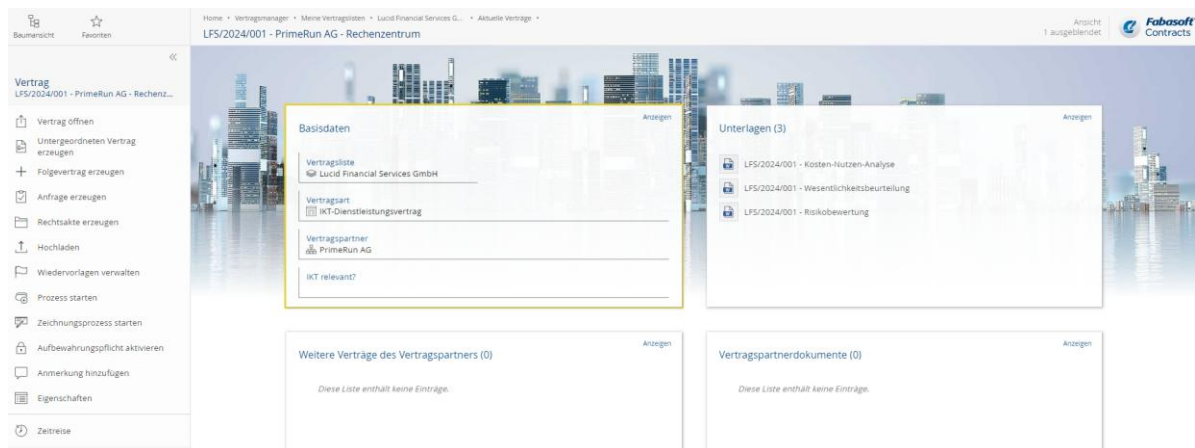 Baumansicht
Favoriten
Home • Vertragsmanager • Meine Vertragslisten • Lucid Financial Services G... • Aktuelle Verträge •
LFS/2024/001 - PrimeRun AG - Rechenzentrum
Ansicht
1 ausgeblendet
Fabasoft
Contracts
Vertrag
LFS/2024/001 - PrimeRun AG - Rechenz...
Vertrag öffnen
Untergeordneten Vertrag
erzeugen
Folgevertrag erzeugen
Anfrage erzeugen
Rechtsakte erzeugen
Hochladen
Wiedervorlagen verwalten
Prozess starten
Zeichnungsprozess starten
Aufbewahrungspflicht aktivieren
Anmerkung hinzufügen
Eigenschaften
Zeitreise
Basisdaten
Anzeigen
Vertragsliste
Lucid Financial Services GmbH
Vertragsart
IKT-Dienstleistungsvertrag
Vertragspartner
PrimeRun AG
IKT relevant?
Unterlagen (3)
Anzeigen
LFS/2024/001 - Kosten-Nutzen-Analyse
LFS/2024/001 - Wesentlichkeitsbeurteilung
LFS/2024/001 - Risikobewertung
Weitere Verträge des Vertragspartners (0)
Anzeigen
Diese Liste enthält keine Einträge.
Vertragspartnerdokumente (0)
Anzeigen
Diese Liste enthält keine Einträge.